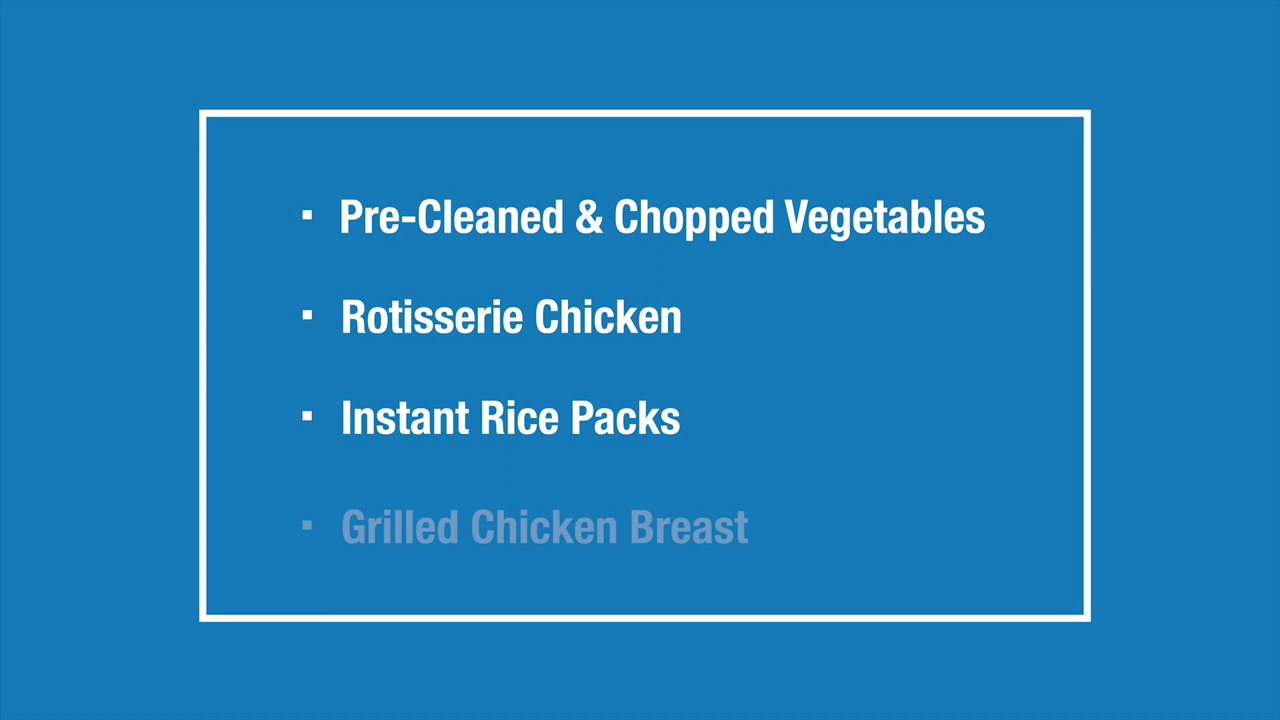 ▪ Pre-Cleaned & Chopped Vegetables
▪ Rotisserie Chicken
▪ Instant Rice Packs
▪ Grilled Chicken Breast